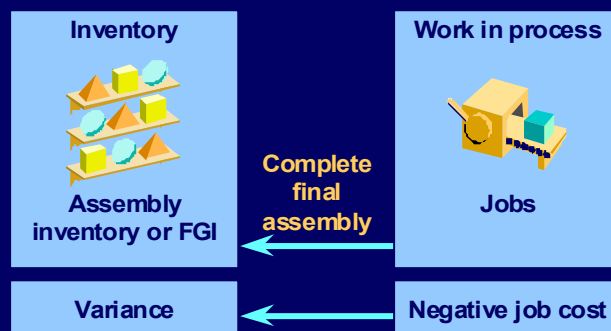 Inventory
Work in process
Complete
final
assembly
Assembly
inventory or FGI
Jobs
Variance
Negative job cost